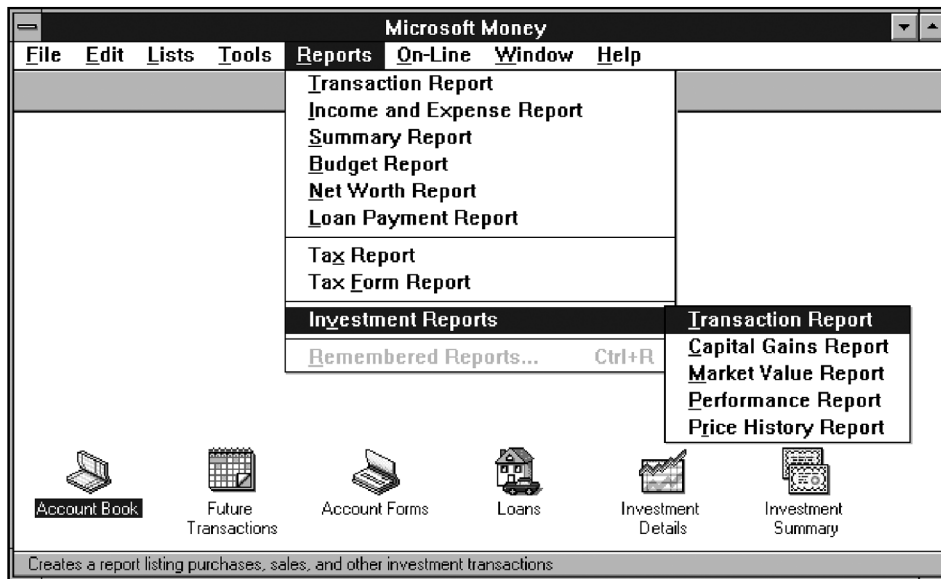 Microsoft Money
File Edit Lists Tools Reports On-Line Window Help
Transaction Report
Income and Expense Report
Summary Report
Budget Report
Net Worth Report
Loan Payment Report
Tax Report
Tax Form Report
Investment Reports
Remembered Reports... Ctrl+R
Transaction Report
Capital Gains Report
Market Value Report
Performance Report
Price History Report
Account Book
Future
Transactions
Account Forms
Loans
Investment
Details
Investment
Summary
Creates a report listing purchases, sales, and other investment transactions